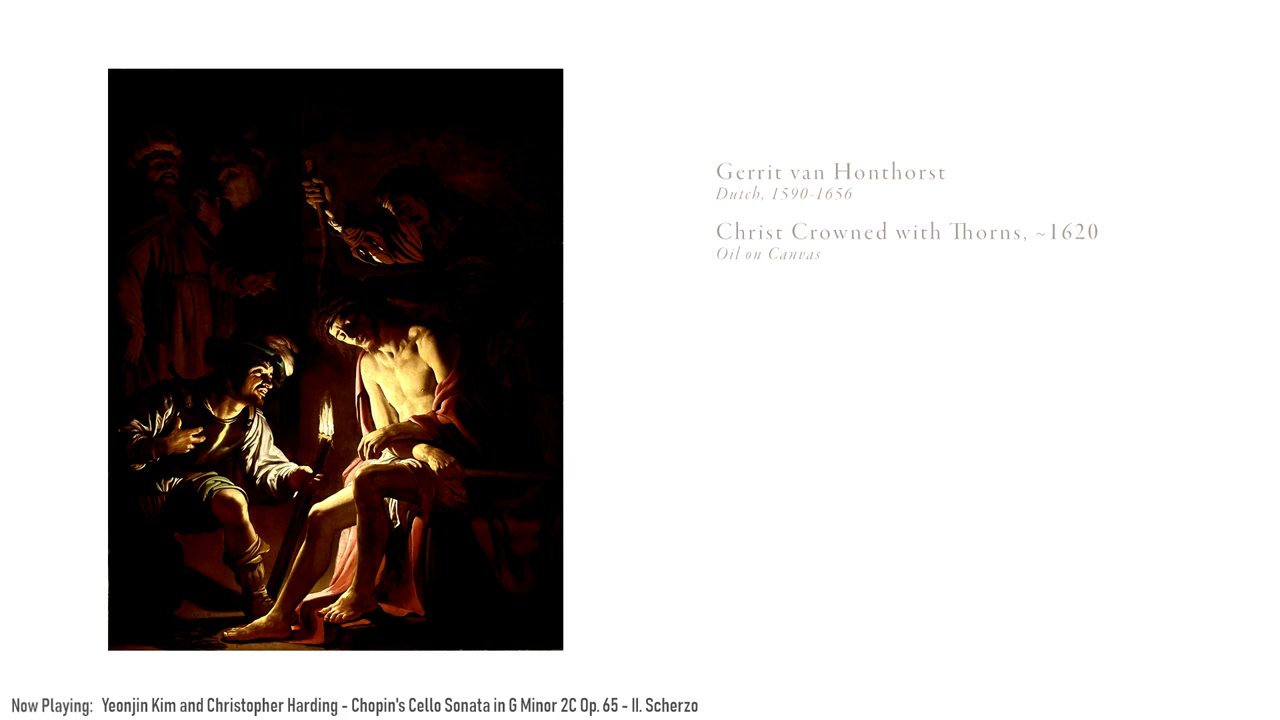 Gerrit van Honthorst
Dutch, 1590-1656
Christ Crowned with Thorns, ~1620
Oil on Canvas
Now Playing: Yeonjin Kim and Christopher Harding - Chopin's Cello Sonata in G Minor 2C Op. 65 - II. Scherzo